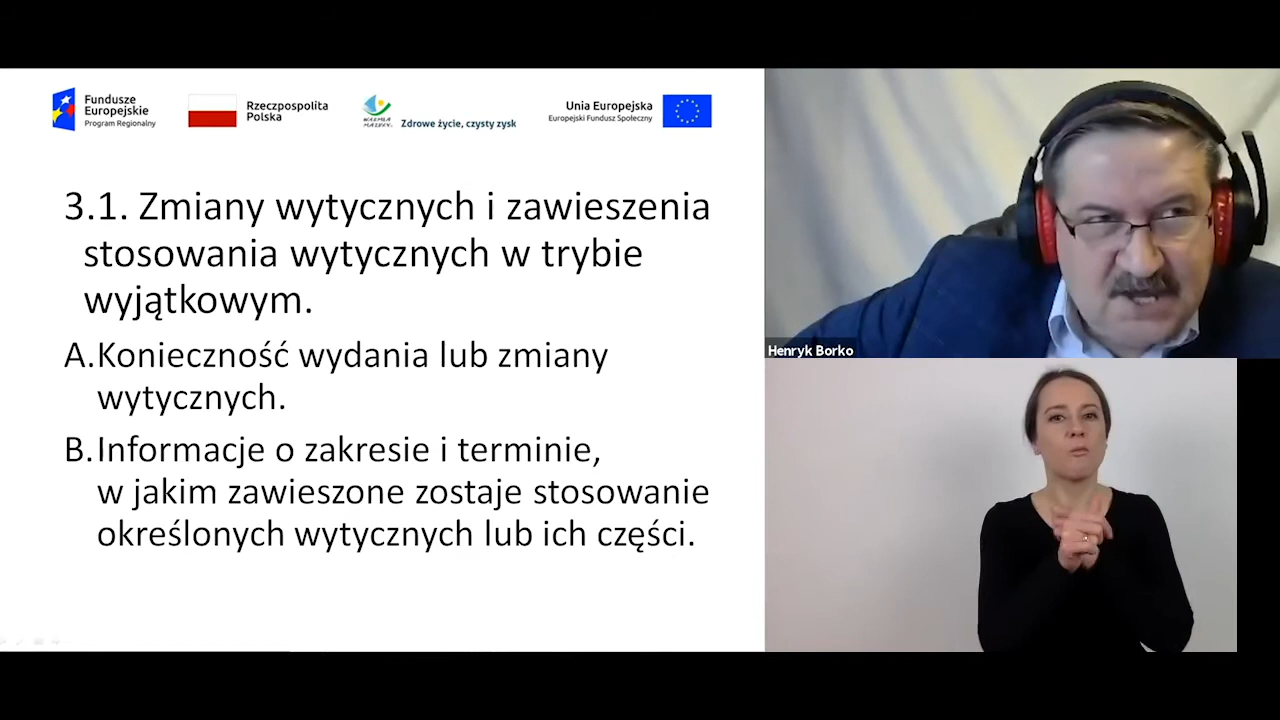 Fundusze
Europejskie
Program Regionalny
Rzeczpospolita
Polska
WARMIA
MAZURY
Zdrowe życie, czysty zysk
Unia Europejska
Europejski Fundusz Społeczny
3.1. Zmiany wytycznych i zawieszenia
stosowania wytycznych w trybie
wyjątkowym.
A.Konieczność wydania lub zmiany
wytycznych.
B.Informacje o zakresie i terminie,
w jakim zawieszone zostaje stosowanie
określonych wytycznych lub ich części.
Henryk Borko